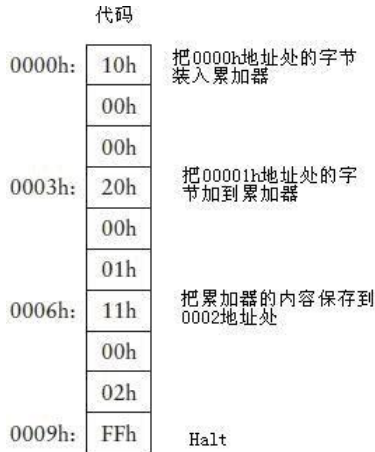 代码
0000h: 10h 把0000h地址处的字节
装入累加器
00h
00h
0003h: 20h 把00001h地址处的字
节加到累加器
00h
01h
0006h: 11h 把累加器的内容保存到
0002地址处
00h
02h
0009h: FFh Halt